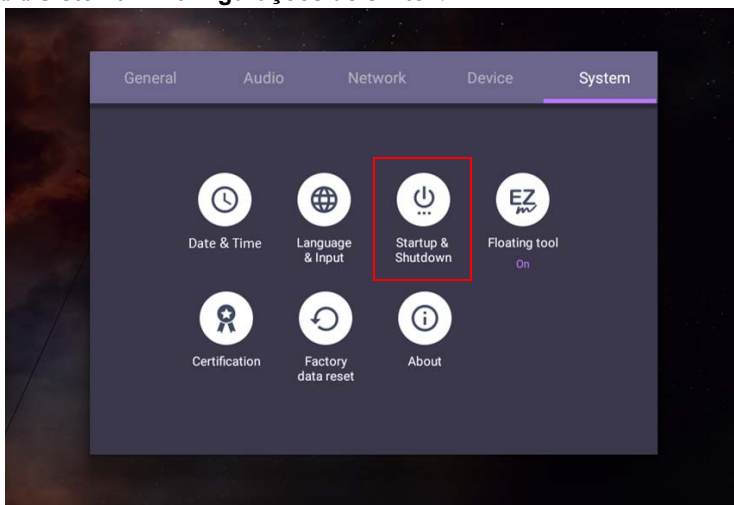 General Audio Network Device System
EZ
Date & Time
Language
& Input
Startup &
Shutdown
Floating tool
On
Certification
Factory
data reset
About